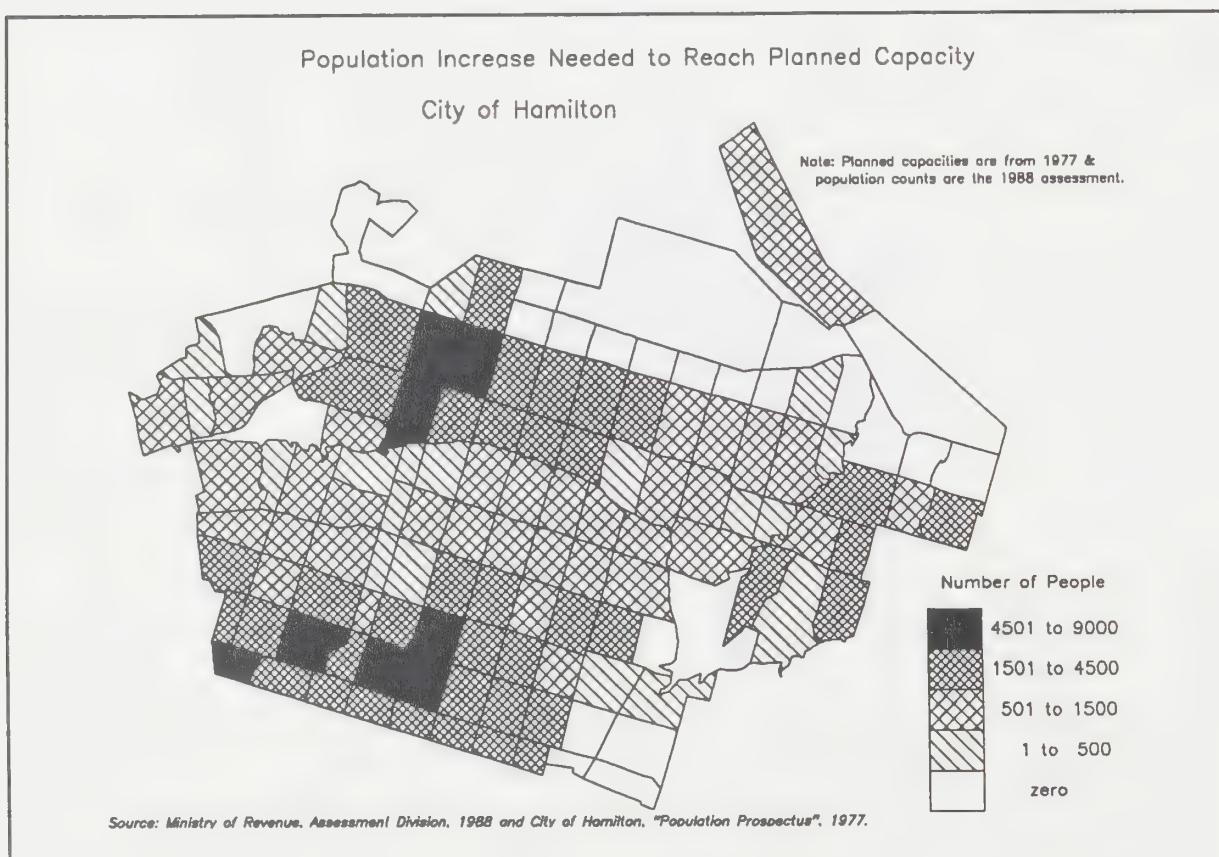 Population Increase Needed to Reach Planned Capacity
City of Hamilton
Note: Planned capacities are from 1977 &
population counts are the 1988 assessment.
Number of People
4501 to 9000
1501 to 4500
501 to 1500
1 to 500
zero
Source: Ministry of Revenue, Assessment Division, 1988 and City of Hamilton, "Population Prospectus", 1977.